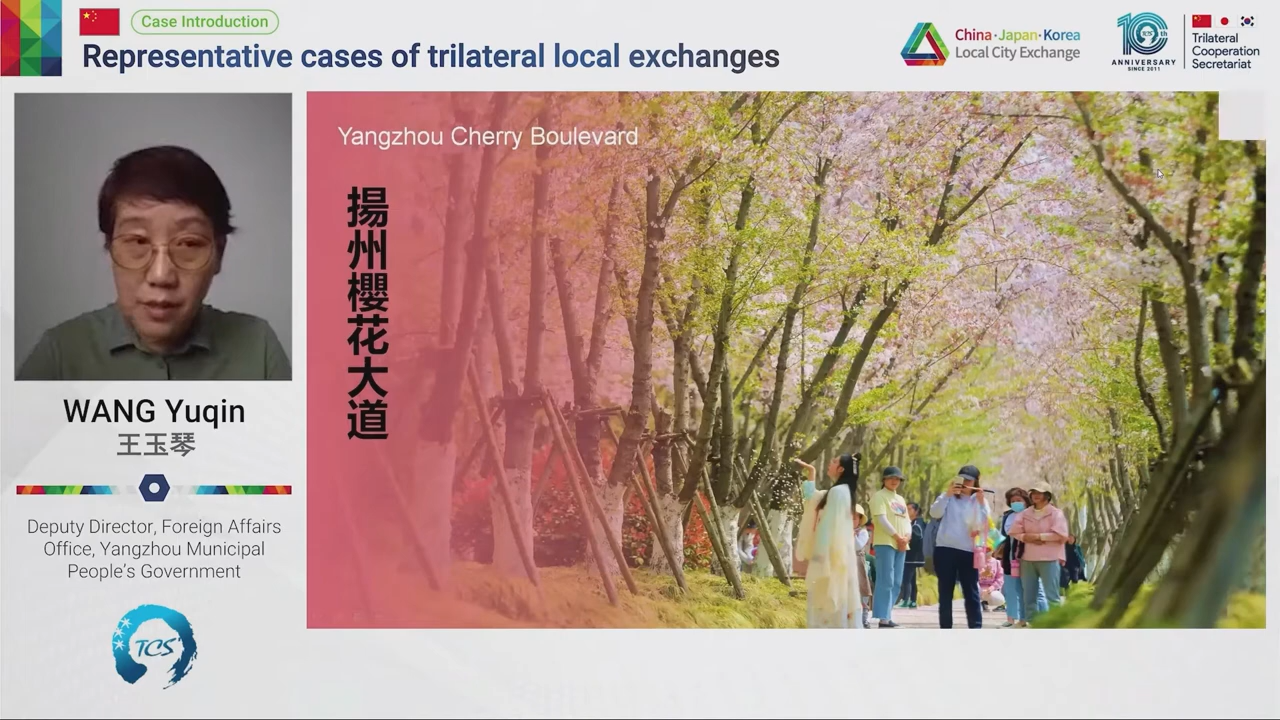 Case Introduction
Representative cases of trilateral local exchanges
China·Japan·Korea
Local City Exchange
10th
TCS
ANNIVERSARY
SINCE 2011
Trilateral
Cooperation
Secretariat
Yangzhou Cherry Boulevard
揚州櫻花大道
WANG Yuqin
王玉琴
Deputy Director, Foreign Affairs
Office, Yangzhou Municipal
People's Government
TCS